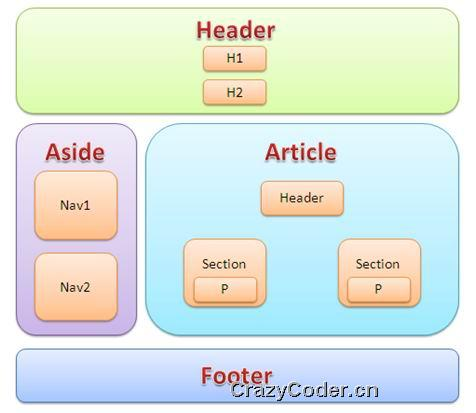 Header
H1
H2
Aside
Nav1
Nav2
Article
Header
Section
P
Section
P
Footer
CrazyCoder.cn